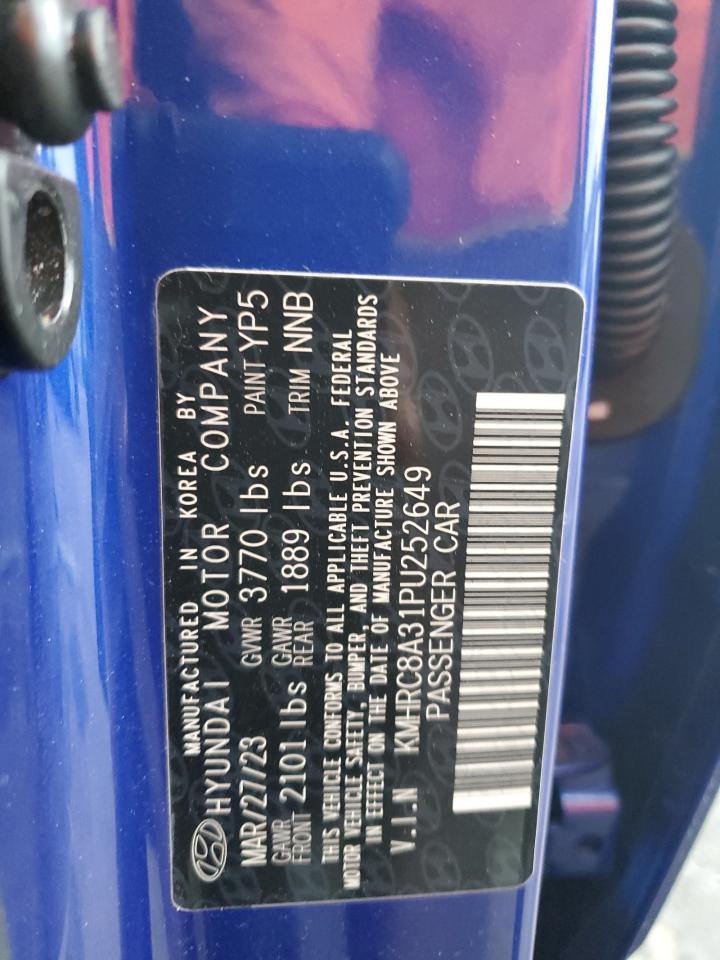 MANUFACTURED IN KOREA BY
HYUNDAI MOTOR COMPANY
MAR/27/23 GVWR 3770 lbs PAINT YP5
GAWR FRONT 2101 lbs GAWR REAR 1889 lbs TRIM NNB
THIS VEHICLE CONFORMS TO ALL APPLICABLE U.S.A. FEDERAL
MOTOR VEHICLE SAFETY, BUMPER, AND THEFT PREVENTION STANDARDS
IN EFFECT ON THE DATE OF MANUFACTURE SHOWN ABOVE
V.I.N KMHRC8A31PU252649
PASSENGER CAR